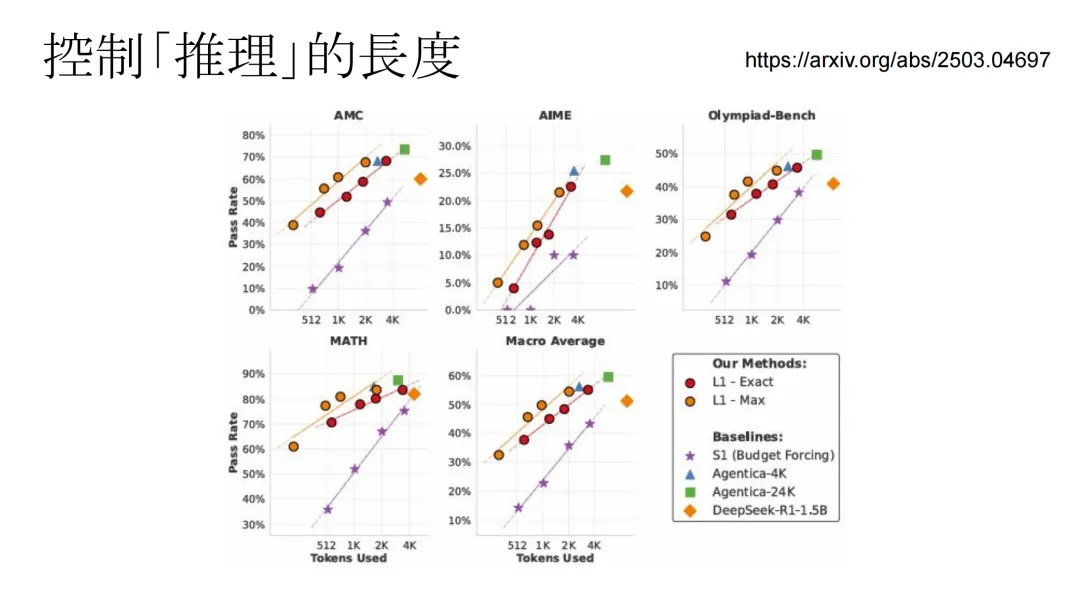 控制「推理」的長度
https://arxiv.org/abs/2503.04697
AMC
Pass Rate
80%
70%
60%
50%
40%
30%
20%
10%
0%
512 1K 2K 4K
AIME
30.0%
25.0%
20.0%
15.0%
10.0%
5.0%
0.0%
512 1K 2K 4K
Olympiad-Bench
50%
40%
30%
20%
10%
512 1K 2K 4K
MATH
Pass Rate
90%
80%
70%
60%
50%
40%
30%
512 1K 2K 4K
Tokens Used
Macro Average
60%
50%
40%
30%
20%
10%
512 1K 2K 4K
Tokens Used
Our Methods:
L1 - Exact
L1 - Max
Baselines:
S1 (Budget Forcing)
Agentica-4K
Agentica-24K
DeepSeek-R1-1.5B